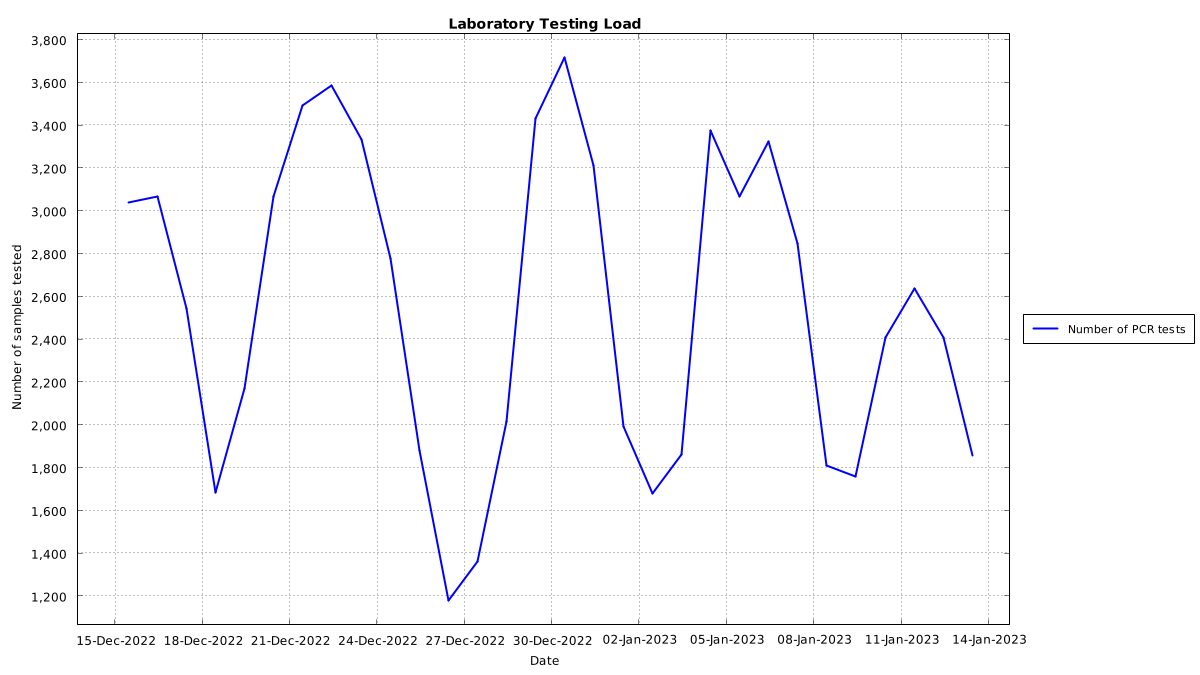 Laboratory Testing Load
3,800
3,600
3,400
3,200
3,000
2,800
2,600
2,400
2,200
2,000
1,800
1,600
1,400
1,200
Number of samples tested
15-Dec-2022 18-Dec-2022 21-Dec-2022 24-Dec-2022 27-Dec-2022 30-Dec-2022 02-Jan-2023 05-Jan-2023 08-Jan-2023 11-Jan-2023 14-Jan-2023
Date
Number of PCR tests